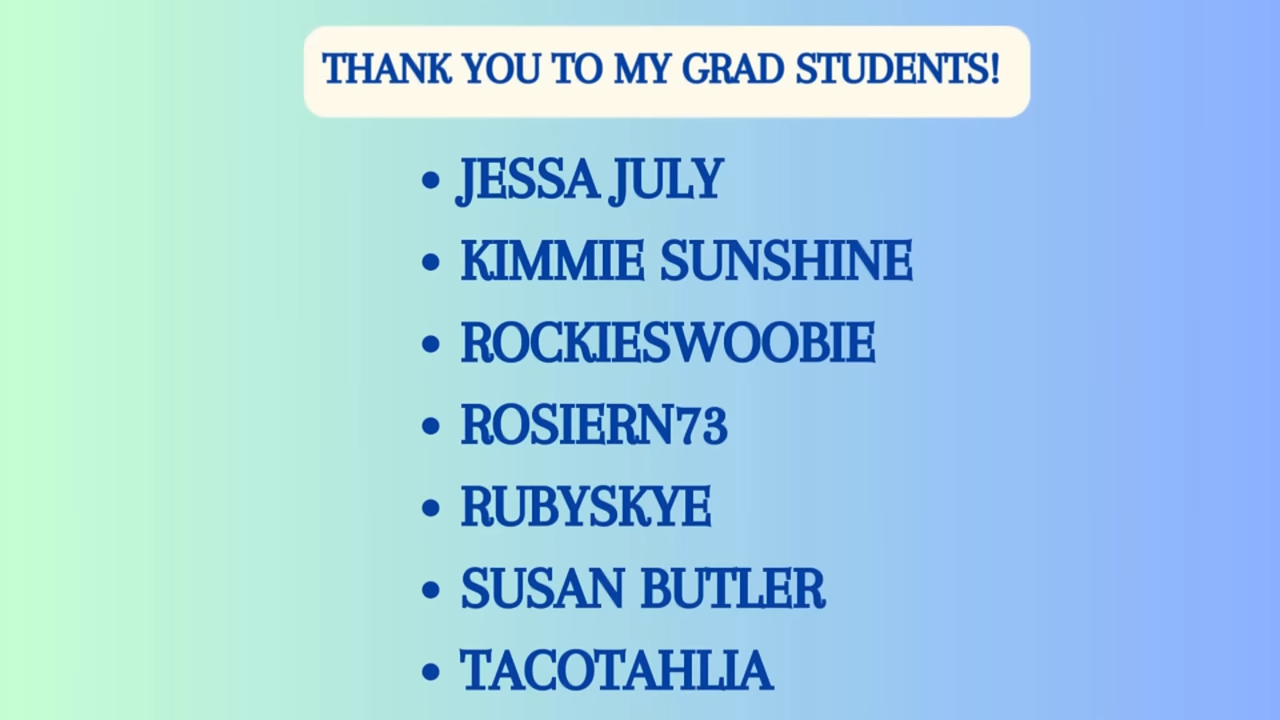 THANK YOU TO MY GRAD STUDENTS!
• JESSA JULY
• KIMMIE SUNSHINE
• ROCKIESWOOBIE
• ROSIERN73
• RUBYSKYE
• SUSAN BUTLER
• TACOTAHLIA